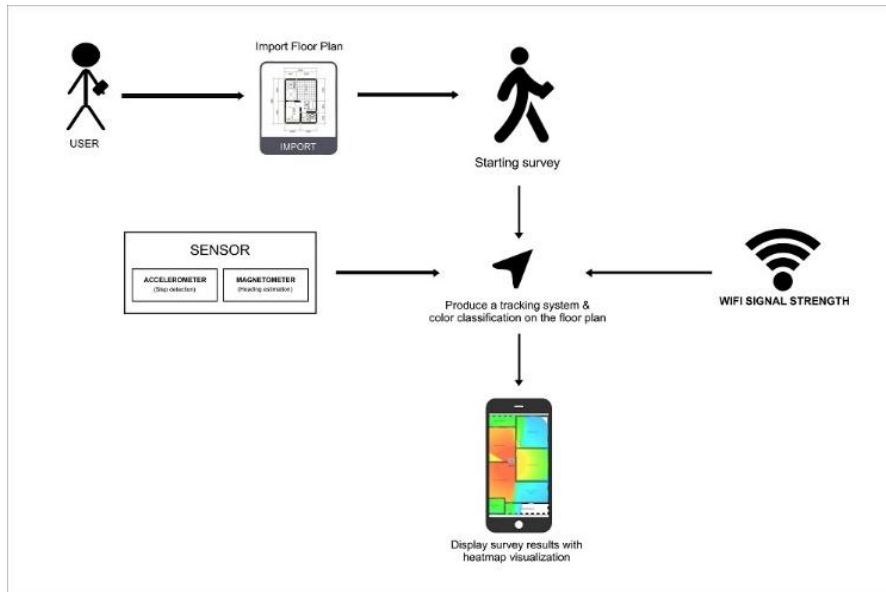 Import Floor Plan
IMPORT
USER
Starting survey
SENSOR
ACCELEROMETER
(Step detection)
MAGNETOMETER
(Heading estimation)
Produce a tracking system &
color classification on the floor plan
WIFI SIGNAL STRENGTH
Display survey results with
heatmap visualization